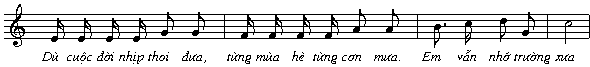 Dù cuộc đời nhịp thoi đưa, từng mùa hè từng cơn mưa. Em vẫn nhớ trường xưa